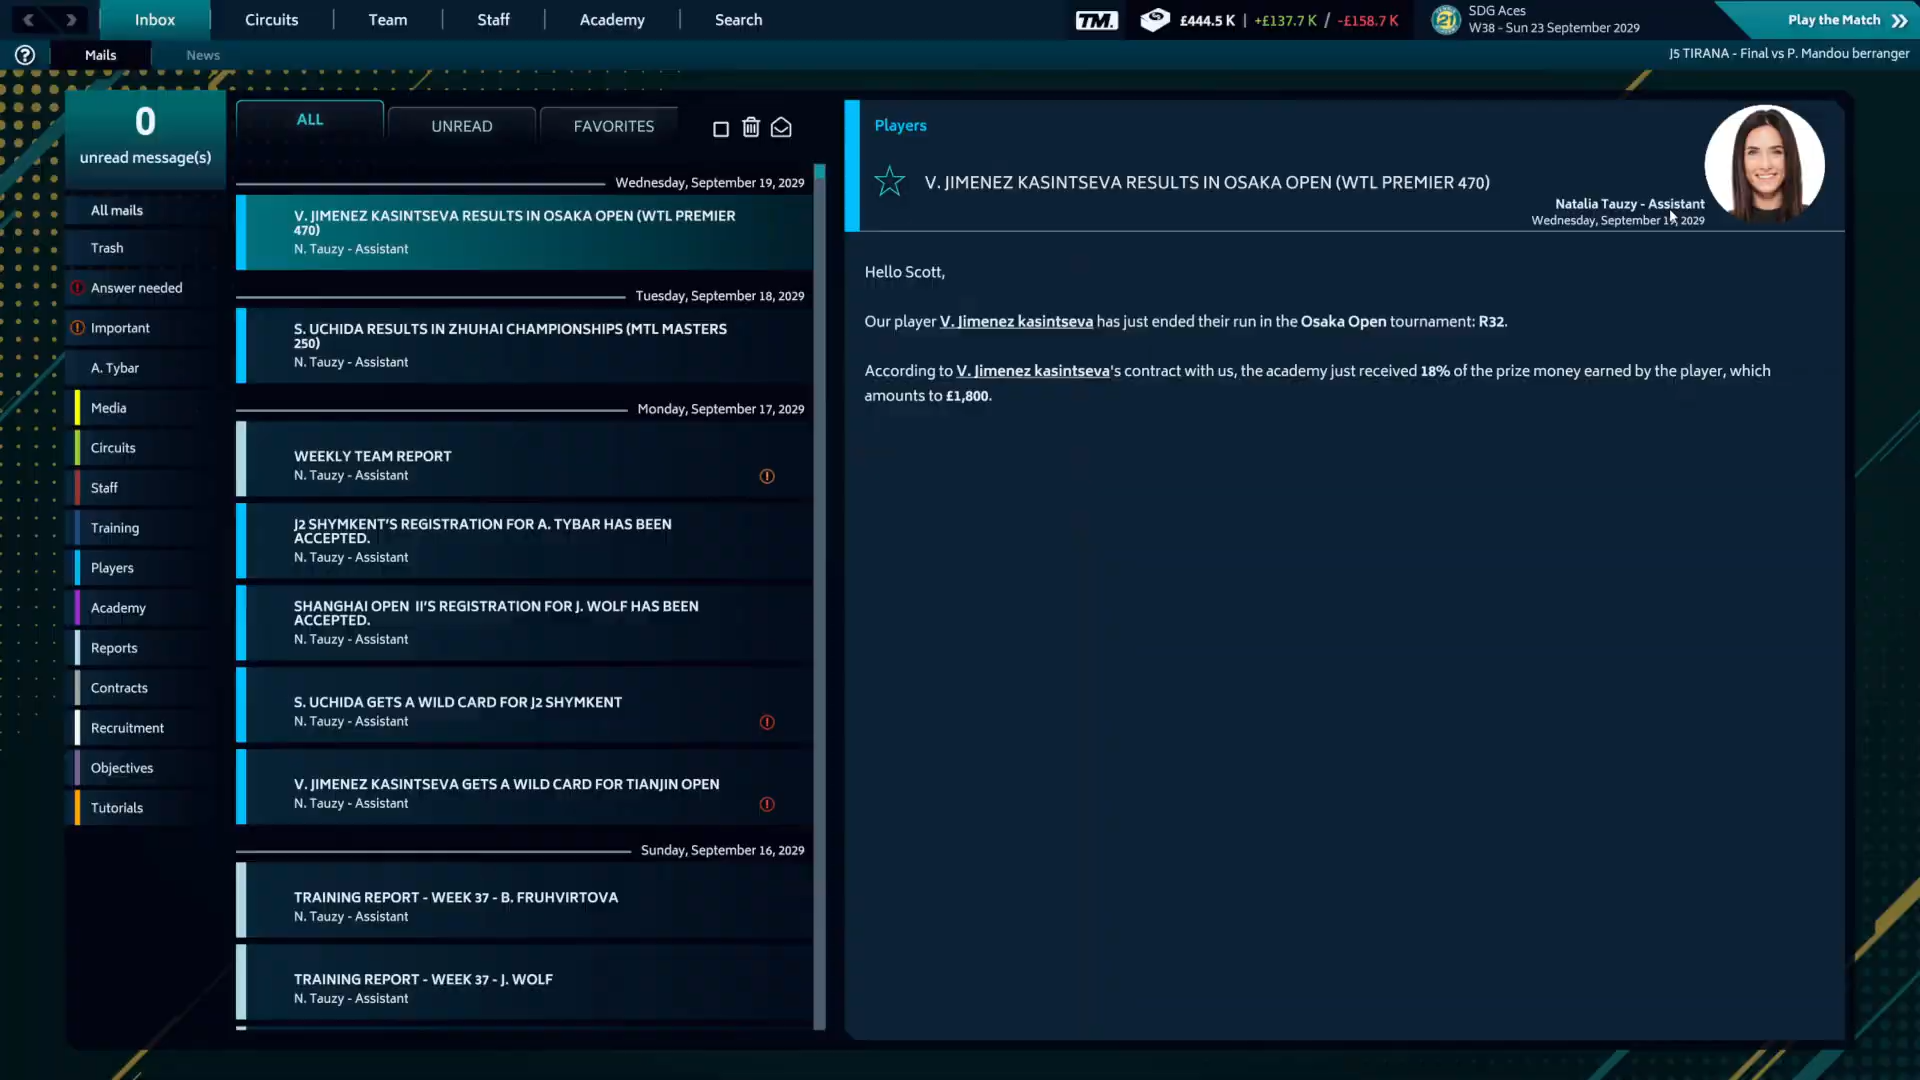 Inbox
Circuits
Team
Staff
Academy
Search
TM.
£444.5 K | +£137.7 K / -£158.7 K
21
SDG Aces
W38 - Sun 23 September 2029
Play the Match
Mails
News
J5 TIRANA - Final vs P. Mandou berranger
0
unread message(s)
All mails
Trash
Answer needed
Important
A. Tybar
Media
Circuits
Staff
Training
Players
Academy
Reports
Contracts
Recruitment
Objectives
Tutorials
ALL
UNREAD
FAVORITES
Wednesday, September 19, 2029
V. JIMENEZ KASINTSEVA RESULTS IN OSAKA OPEN (WTL PREMIER
470)
N. Tauzy - Assistant
Tuesday, September 18, 2029
S. UCHIDA RESULTS IN ZHUHAI CHAMPIONSHIPS (MTL MASTERS
250)
N. Tauzy - Assistant
Monday, September 17, 2029
WEEKLY TEAM REPORT
N. Tauzy - Assistant
J2 SHYMKENT'S REGISTRATION FOR A. TYBAR HAS BEEN
ACCEPTED.
N. Tauzy - Assistant
SHANGHAI OPEN II'S REGISTRATION FOR J. WOLF HAS BEEN
ACCEPTED.
N. Tauzy - Assistant
S. UCHIDA GETS A WILD CARD FOR J2 SHYMKENT
N. Tauzy - Assistant
V. JIMENEZ KASINTSEVA GETS A WILD CARD FOR TIANJIN OPEN
N. Tauzy - Assistant
Sunday, September 16, 2029
TRAINING REPORT - WEEK 37 - B. FRUHVIRTOVA
N. Tauzy - Assistant
TRAINING REPORT - WEEK 37 - J. WOLF
N. Tauzy - Assistant
Players
V. JIMENEZ KASINTSEVA RESULTS IN OSAKA OPEN (WTL PREMIER 470)
Natalia Tauzy - Assistant
Wednesday, September 19, 2029
Hello Scott,
Our player V. Jimenez kasintseva has just ended their run in the Osaka Open tournament: R32.
According to V. Jimenez kasintseva's contract with us, the academy just received 18% of the prize money earned by the player, which
amounts to £1,800.